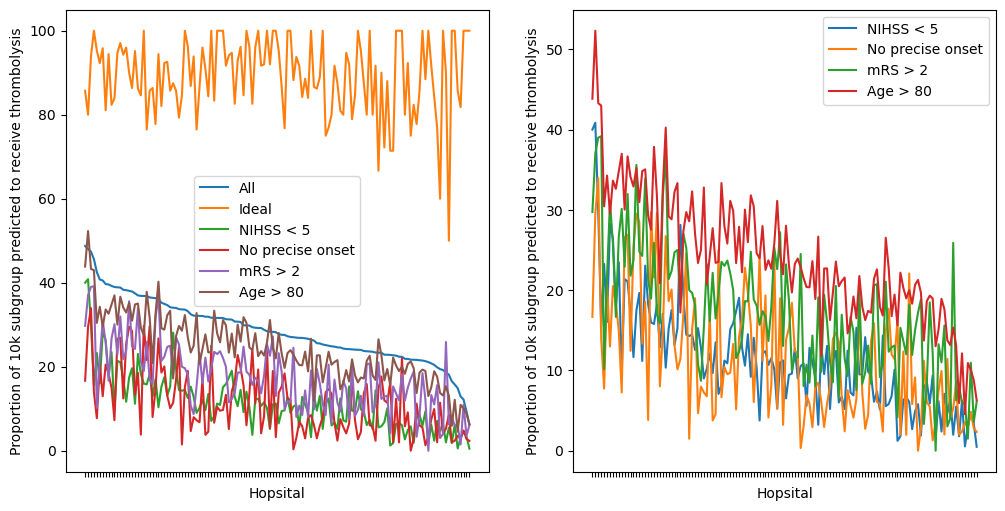 Proportion of 10k subgroup predicted to receive thrombolysis
100
80
60
40
20
0
All
Ideal
NIHSS < 5
No precise onset
mRS > 2
Age > 80
Hopsital
Proportion of 10k subgroup predicted to receive thrombolysis
50
40
30
20
10
0
NIHSS < 5
No precise onset
mRS > 2
Age > 80
Hopsital